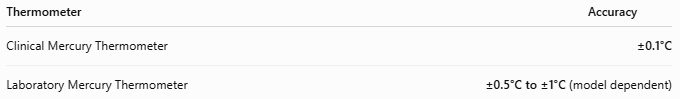 Thermometer Accuracy
Clinical Mercury Thermometer ±0.1°C
Laboratory Mercury Thermometer ±0.5°C to ±1°C (model dependent)